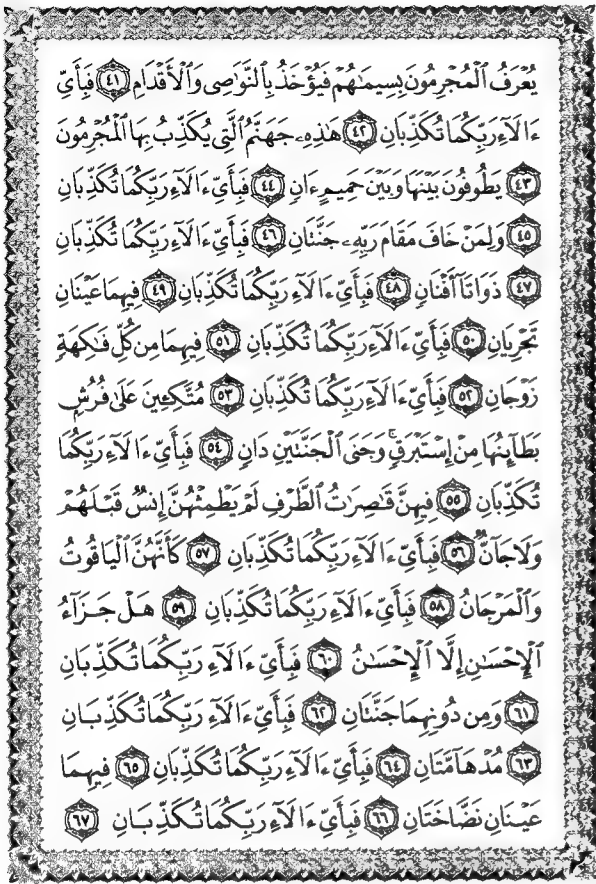 يُعْرَفُ ٱلْمُجْرِمُونَ بِسِيمَٰهُمْ فَيُؤْخَذُ بِٱلنَّوَٰصِى وَٱلْأَقْدَامِ ٤١ فَبِأَىِّ
ءَالَآءِ رَبِّكُمَا تُكَذِّبَانِ ٤٢ هَٰذِهِۦ جَهَنَّمُ ٱلَّتِى يُكَذِّبُ بِهَا ٱلْمُجْرِمُونَ
٤٣ يَطُوفُونَ بَيْنَهَا وَبَيْنَ حَمِيمٍ ءَانٍ ٤٤ فَبِأَىِّ ءَالَآءِ رَبِّكُمَا تُكَذِّبَانِ
٤٥ وَلِمَنْ خَافَ مَقَامَ رَبِّهِۦ جَنَّتَانِ ٤٦ فَبِأَىِّ ءَالَآءِ رَبِّكُمَا تُكَذِّبَانِ
٤٧ ذَوَاتَآ أَفْنَانٍ ٤٨ فَبِأَىِّ ءَالَآءِ رَبِّكُمَا تُكَذِّبَانِ ٤٩ فِيهِمَا عَيْنَانِ
تَجْرِيَانِ ٥٠ فَبِأَىِّ ءَالَآءِ رَبِّكُمَا تُكَذِّبَانِ ٥١ فِيهِمَا مِن كُلِّ فَٰكِهَةٍ
زَوْجَانِ ٥٢ فَبِأَىِّ ءَالَآءِ رَبِّكُمَا تُكَذِّبَانِ ٥٣ مُتَّكِـِٔينَ عَلَىٰ فُرُشٍۭ
بَطَآئِنُهَا مِنْ إِسْتَبْرَقٍ ۚ وَجَنَى ٱلْجَنَّتَيْنِ دَانٍ ٥٤ فَبِأَىِّ ءَالَآءِ رَبِّكُمَا
تُكَذِّبَانِ ٥٥ فِيهِنَّ قَٰصِرَٰتُ ٱلطَّرْفِ لَمْ يَطْمِثْهُنَّ إِنسٌ قَبْلَهُمْ
وَلَا جَآنٌّ ٥٦ فَبِأَىِّ ءَالَآءِ رَبِّكُمَا تُكَذِّبَانِ ٥٧ كَأَنَّهُنَّ ٱلْيَاقُوتُ
وَٱلْمَرْجَانُ ٥٨ فَبِأَىِّ ءَالَآءِ رَبِّكُمَا تُكَذِّبَانِ ٥٩ هَلْ جَزَآءُ
ٱلْإِحْسَٰنِ إِلَّا ٱلْإِحْسَٰنُ ٦٠ فَبِأَىِّ ءَالَآءِ رَبِّكُمَا تُكَذِّبَانِ
٦١ وَمِن دُونِهِمَا جَنَّتَانِ ٦٢ فَبِأَىِّ ءَالَآءِ رَبِّكُمَا تُكَذِّبَانِ
٦٣ مُدْهَآمَّتَانِ ٦٤ فَبِأَىِّ ءَالَآءِ رَبِّكُمَا تُكَذِّبَانِ ٦٥ فِيهِمَا
عَيْنَانِ نَضَّاخَتَانِ ٦٦ فَبِأَىِّ ءَالَآءِ رَبِّكُمَا تُكَذِّبَانِ ٦٧